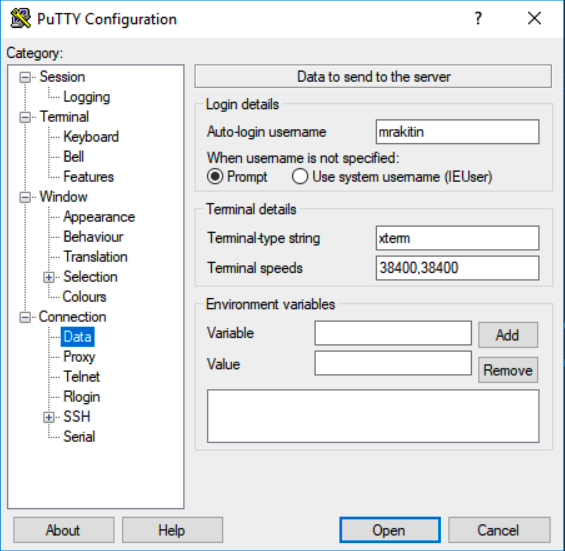 PuTTY Configuration
?
Category:
Session
Logging
Terminal
Keyboard
Bell
Features
Window
Appearance
Behaviour
Translation
Selection
Colours
Connection
Data
Proxy
Telnet
Rlogin
SSH
Serial
Data to send to the server
Login details
Auto-login username mrakitin
When username is not specified:
Prompt Use system username (IEUser)
Terminal details
Terminal-type string xterm
Terminal speeds 38400,38400
Environment variables
Variable Add
Value Remove
About Help Open Cancel